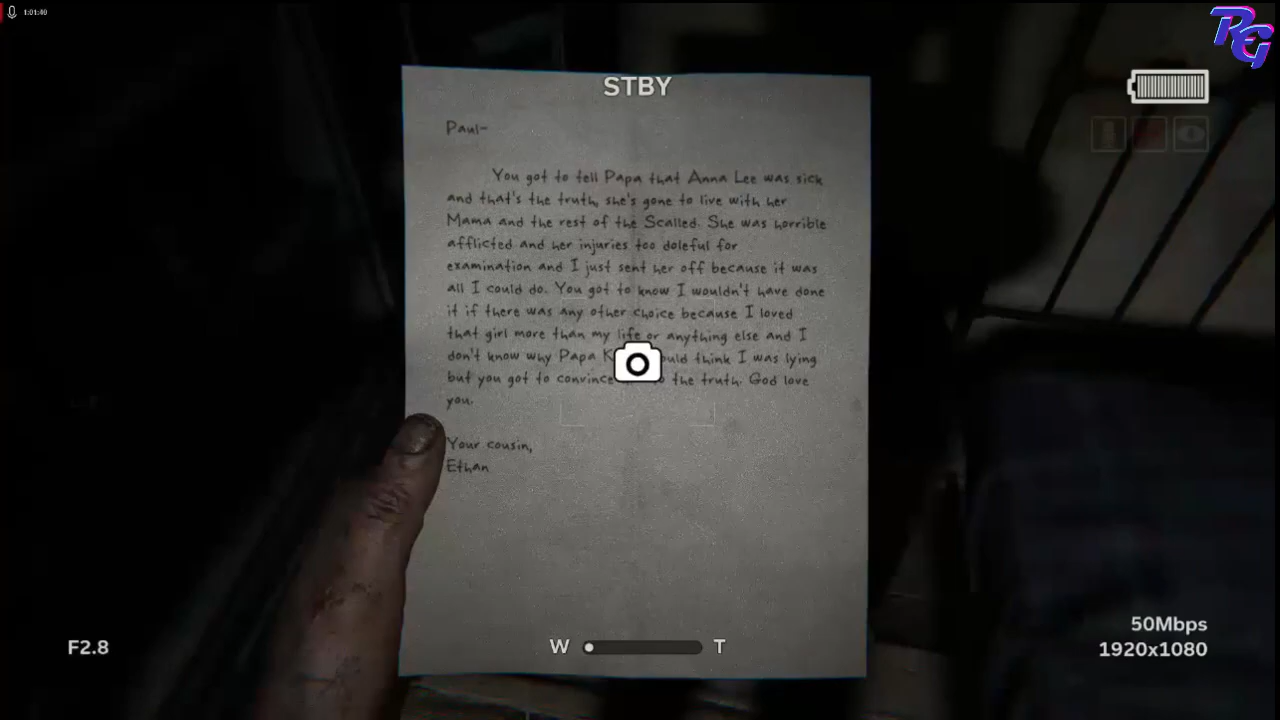 1:01:40
RG
STBY
Paul-
You got to tell Papa that Anna Lee was sick
and that's the truth, she's gone to live with her
Mama and the rest of the Scalled. She was horrible
afflicted and her injuries too doleful for
examination and I just sent her off because it was
all I could do. You got to know I wouldn't have done
it if there was any other choice because I loved
that girl more than my life or anything else and I
don't know why Papa think I was lying
but you got to convince the truth. God love
you.
Your cousin,
Ethan
F2.8
W T
50Mbps
1920x1080